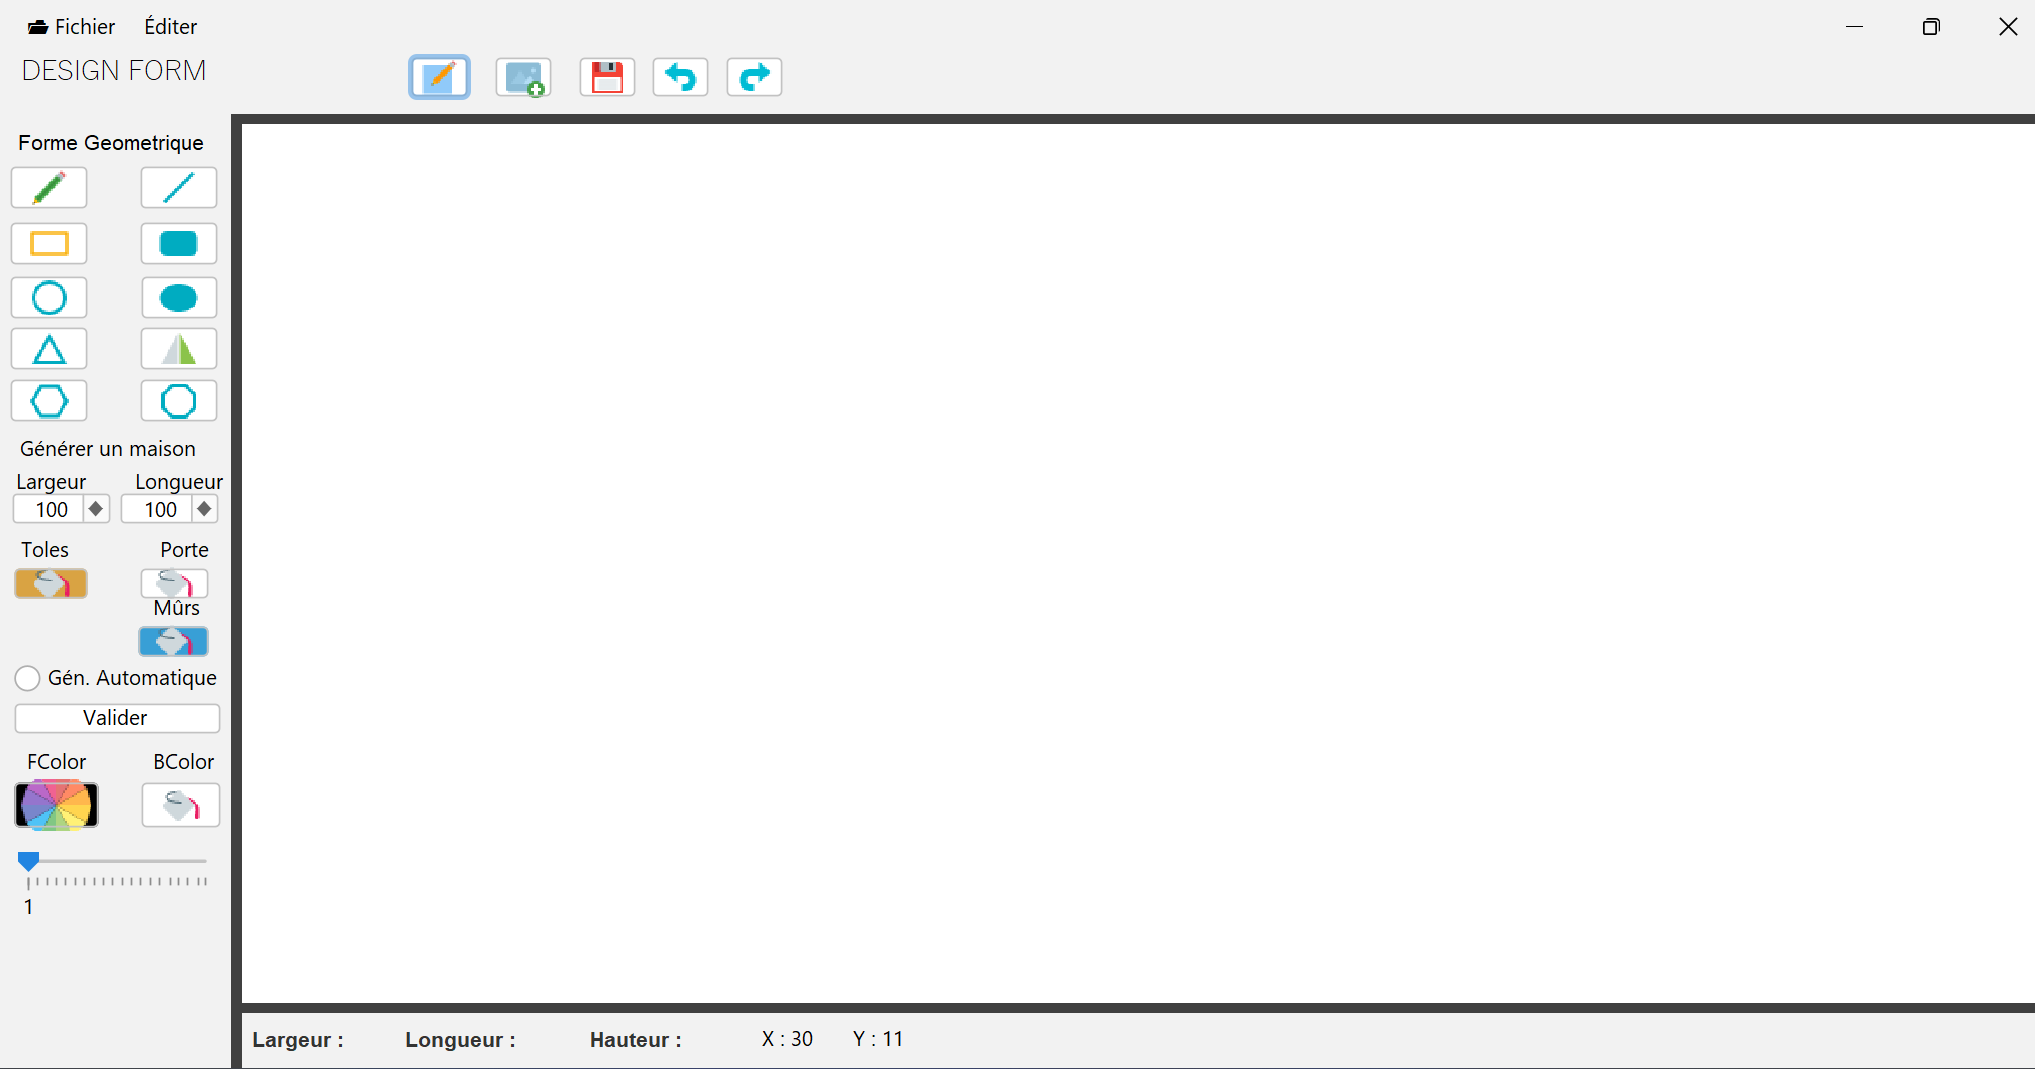 Fichier Éditer
DESIGN FORM
Forme Geometrique
Générer un maison
Largeur Longueur
100 100
Toles Porte
Mûrs
Gén. Automatique
Valider
FColor BColor
1
Largeur : Longueur : Hauteur : X : 30 Y : 11